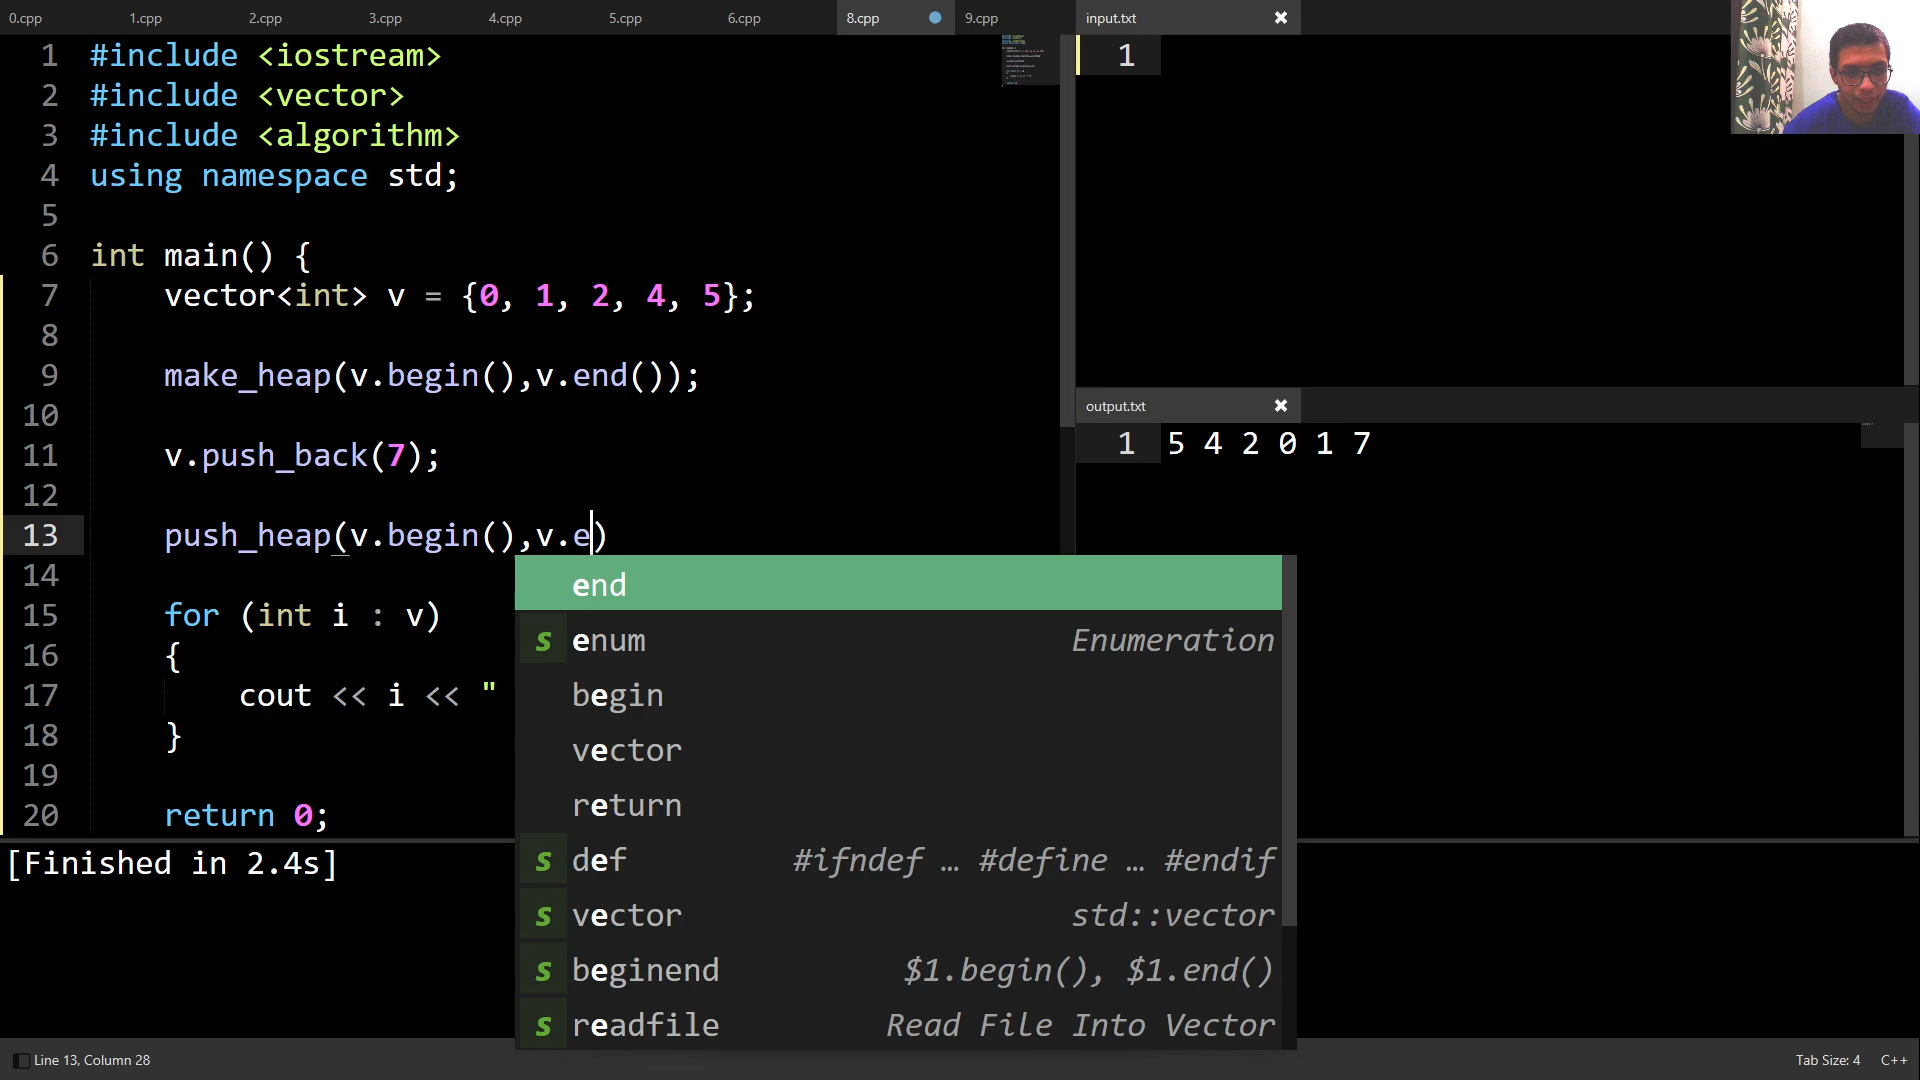 0.cpp 1.cpp 2.cpp 3.cpp 4.cpp 5.cpp 6.cpp 8.cpp 9.cpp
1 #include <iostream>
2 #include <vector>
3 #include <algorithm>
4 using namespace std;
5
6 int main() {
7 vector<int> v = {0, 1, 2, 4, 5};
8
9 make_heap(v.begin(),v.end());
10
11 v.push_back(7);
12
13 push_heap(v.begin(),v.e)
14
15 for (int i : v)
16 {
17 cout << i << "
18 }
19
20 return 0;
end
s enum Enumeration
begin
vector
return
s def #ifndef … #define … #endif
s vector std::vector
s beginend $1.begin(), $1.end()
s readfile Read File Into Vector
input.txt
1
output.txt
1 5 4 2 0 1 7
[Finished in 2.4s]
Line 13, Column 28
Tab Size: 4 C++